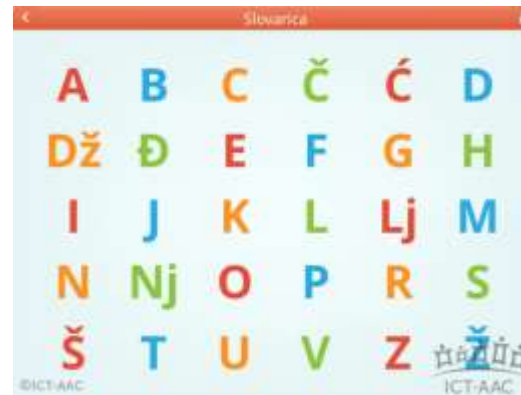 Slovarica
A B C Č Ć D
Dž Đ E F G H
I J K L Lj M
N Nj O P R S
Š T U V Z Ž
©ICT-AAC
ICT-AAC